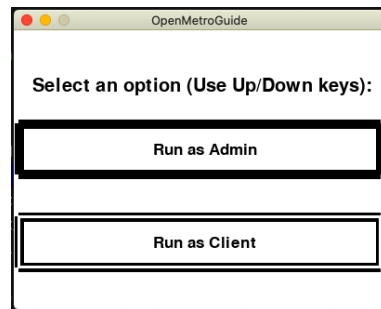 OpenMetroGuide
Select an option (Use Up/Down keys):
Run as Admin
Run as Client